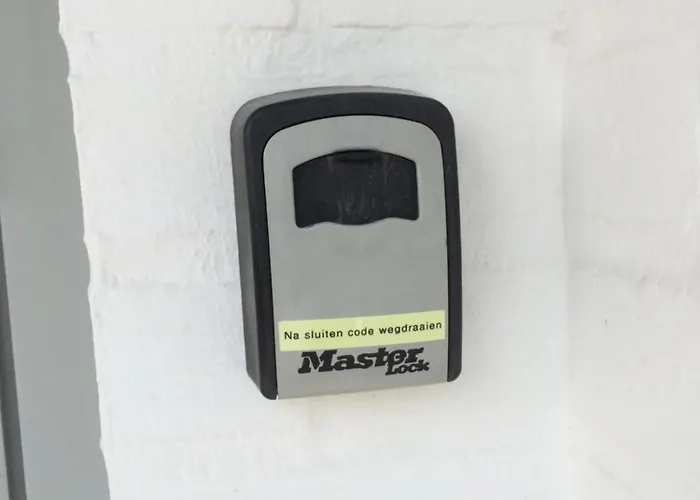 Na sluiten code wegdraaien
Master
Lock